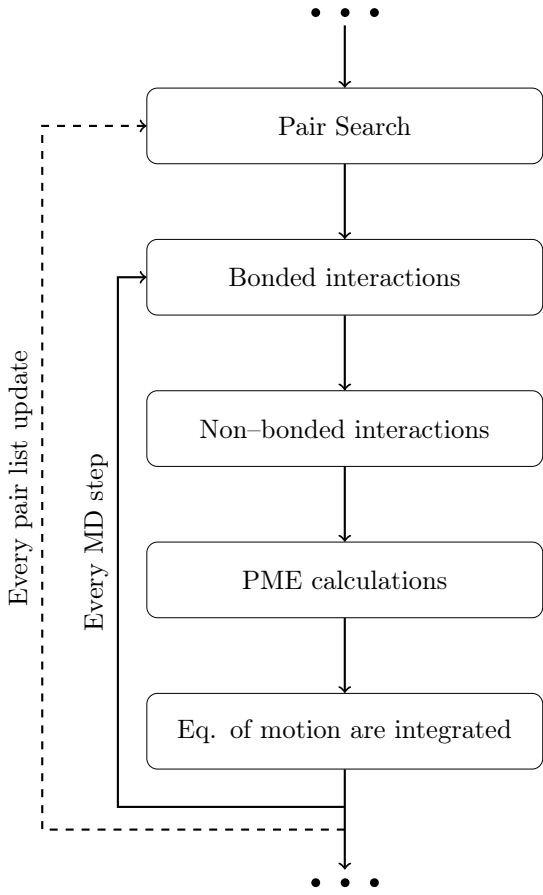 Pair Search
Bonded interactions
Non–bonded interactions
PME calculations
Eq. of motion are integrated
Every MD step
Every pair list update